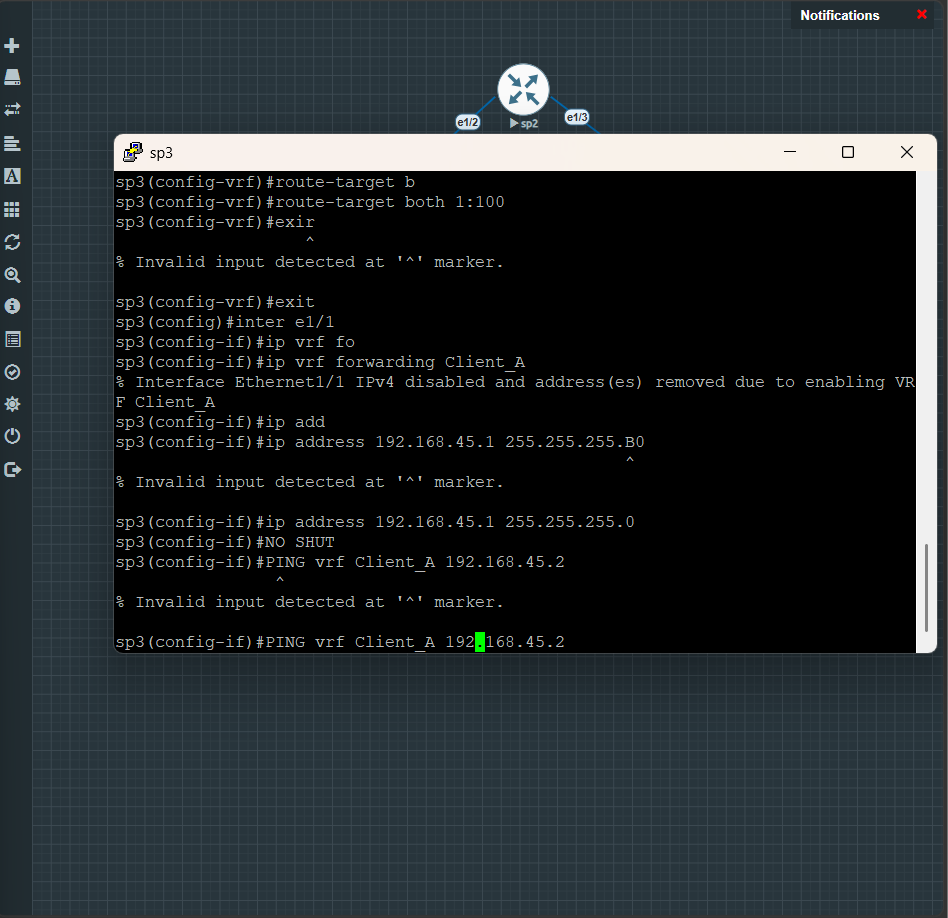 Notifications
e1/2
e1/3
sp2
sp3
sp3(config-vrf)#route-target b
sp3(config-vrf)#route-target both 1:100
sp3(config-vrf)#exir
^
% Invalid input detected at '^' marker.
sp3(config-vrf)#exit
sp3(config)#inter e1/1
sp3(config-if)#ip vrf fo
sp3(config-if)#ip vrf forwarding Client_A
% Interface Ethernet1/1 IPv4 disabled and address(es) removed due to enabling VR
F Client_A
sp3(config-if)#ip add
sp3(config-if)#ip address 192.168.45.1 255.255.255.B0
^
% Invalid input detected at '^' marker.
sp3(config-if)#ip address 192.168.45.1 255.255.255.0
sp3(config-if)#NO SHUT
sp3(config-if)#PING vrf Client_A 192.168.45.2
^
% Invalid input detected at '^' marker.
sp3(config-if)#PING vrf Client_A 192.168.45.2